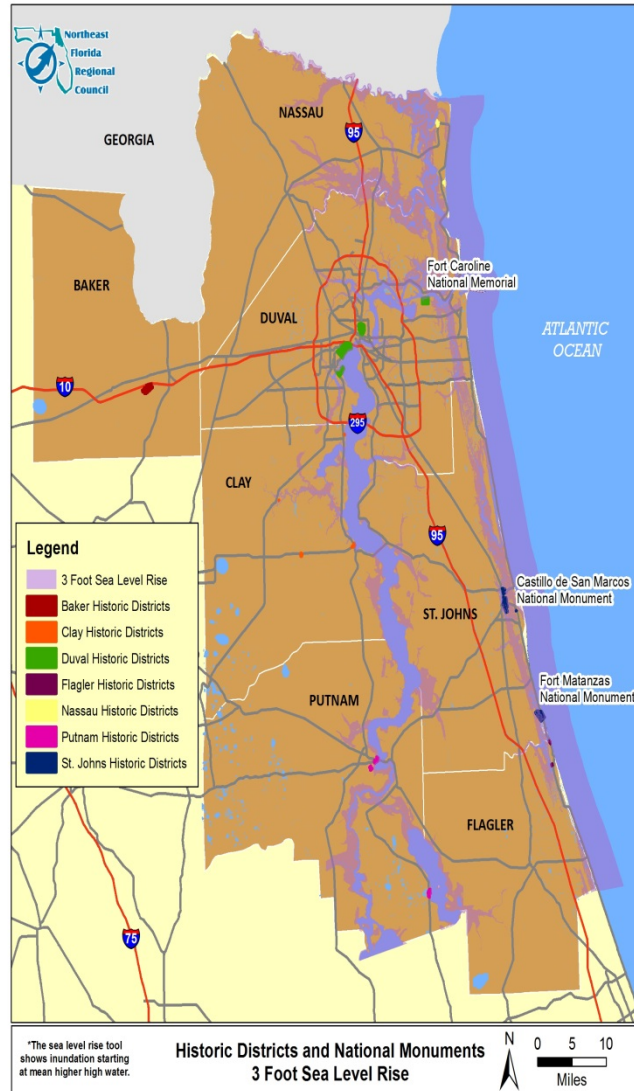 Northeast
Florida
Regional
Council
NASSAU
95
GEORGIA
BAKER
Fort Caroline
National Memorial
DUVAL
ATLANTIC
OCEAN
10
295
CLAY
95
Legend
3 Foot Sea Level Rise
Baker Historic Districts
Clay Historic Districts
Duval Historic Districts
Flagler Historic Districts
Nassau Historic Districts
Putnam Historic Districts
St. Johns Historic Districts
Castillo de San Marcos
National Monument
ST. JOHNS
Fort Matanzas
National Monument
PUTNAM
FLAGLER
75
*The sea level rise tool
shows inundation starting
at mean higher high water.
Historic Districts and National Monuments
3 Foot Sea Level Rise
N
0 5 10
Miles